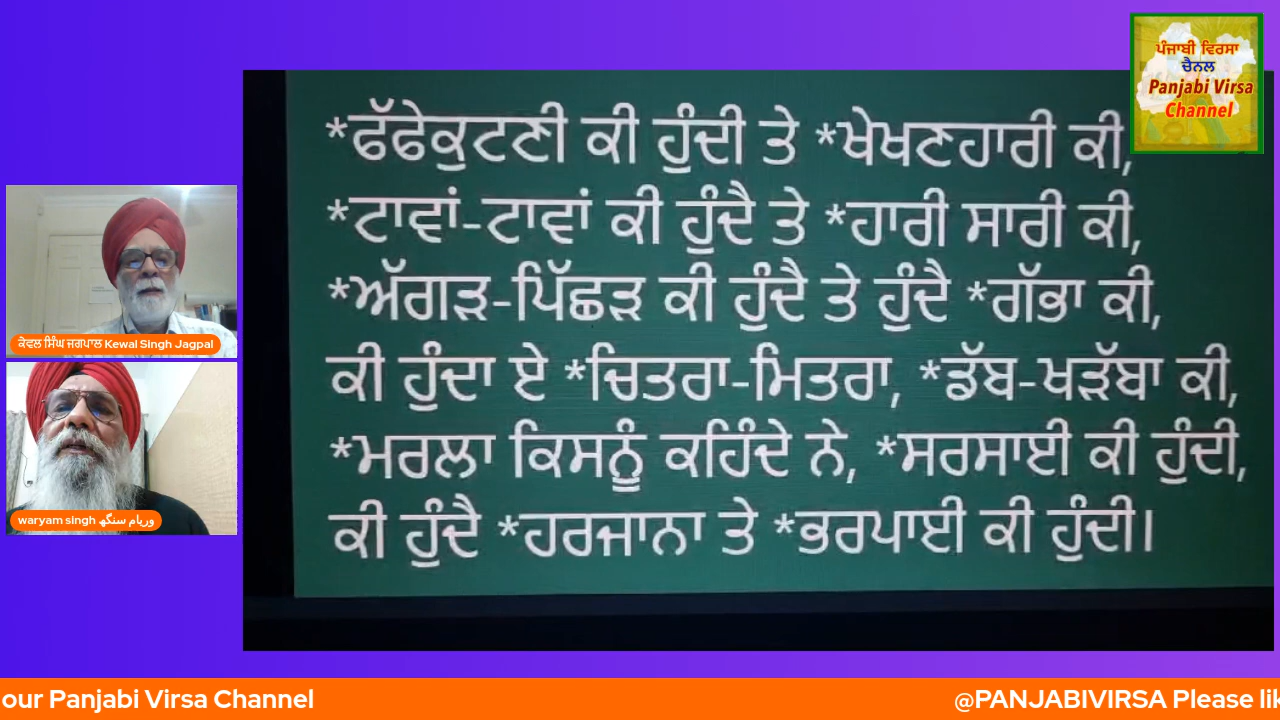 ਪੰਜਾਬੀ ਵਿਰਸਾ
ਚੈਨਲ
Panjabi Virsa
Channel
*ਫੱਫੇਕੁਟਣੀ ਕੀ ਹੁੰਦੀ ਤੇ *ਖੇਖਣਹਾਰੀ ਕੀ,
*ਟਾਵਾਂ-ਟਾਵਾਂ ਕੀ ਹੁੰਦੈ ਤੇ *ਹਾਰੀ ਸਾਰੀ ਕੀ,
*ਅੱਗੜ-ਪਿੱਛੜ ਕੀ ਹੁੰਦੈ ਤੇ ਹੁੰਦੈ *ਗੱਭਾ ਕੀ,
ਕੀ ਹੁੰਦਾ ਏ *ਚਿਤਰਾ-ਮਿਤਰਾ, *ਡੱਬ-ਖੜੱਬਾ ਕੀ,
*ਮਰਲਾ ਕਿਸਨੂੰ ਕਹਿੰਦੇ ਨੇ, *ਸਰਸਾਈ ਕੀ ਹੁੰਦੀ,
ਕੀ ਹੁੰਦੈ *ਹਰਜਾਨਾ ਤੇ *ਭਰਪਾਈ ਕੀ ਹੁੰਦੀ।
ਕੇਵਲ ਸਿੰਘ ਜਗਪਾਲ Kewal Singh Jagpal
waryam singh وریام سنگھ
our Panjabi Virsa Channel
@PANJABIVIRSA Please lik